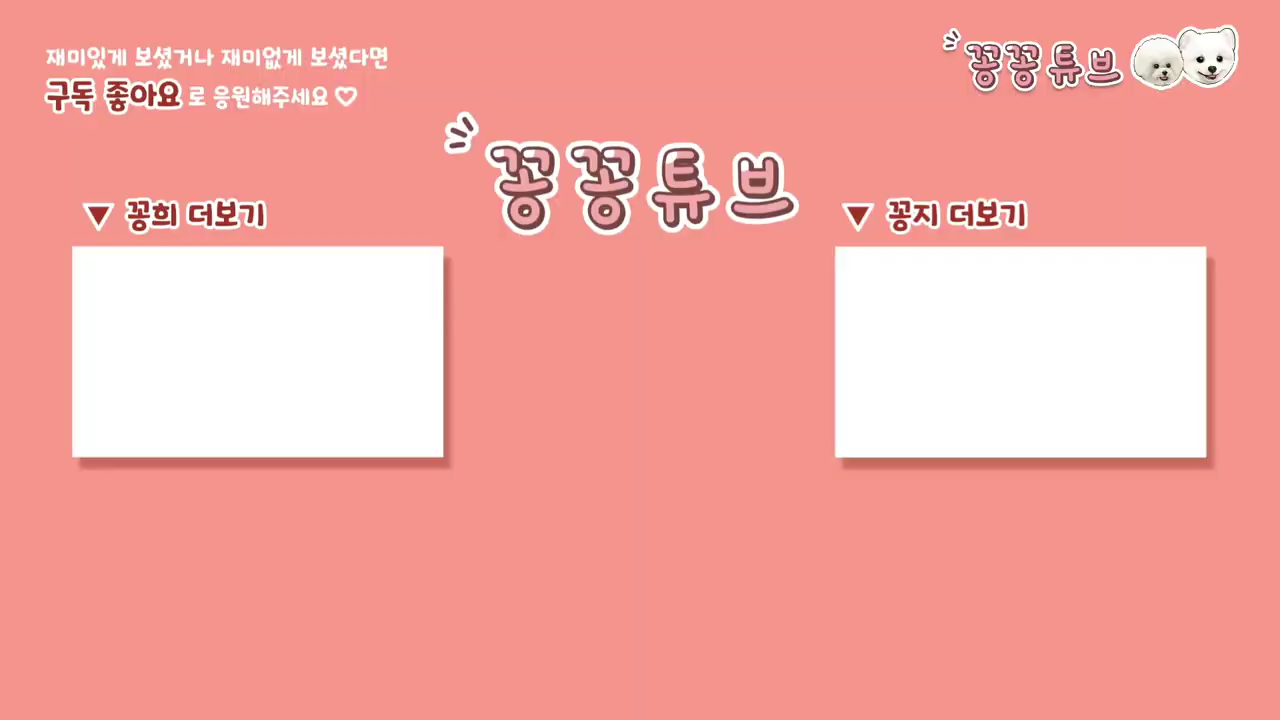 재미있게 보셨거나 재미없게 보셨다면
구독 좋아요 로 응원해주세요 ♡
꽁꽁튜브
꽁꽁튜브
▼ 꽁희 더보기
▼ 꽁지 더보기